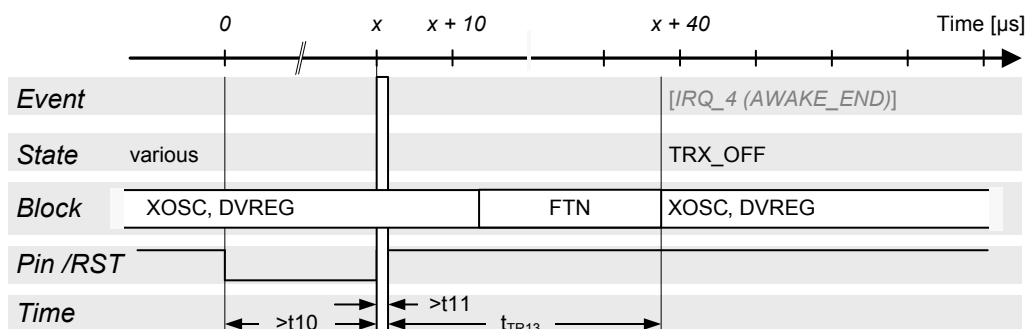 0 x x + 10 x + 40 Time [µs]
Event [IRQ_4 (AWAKE_END)]
State various TRX_OFF
Block XOSC, DVREG FTN XOSC, DVREG
Pin /RST
>t11
Time >t10 tTR13